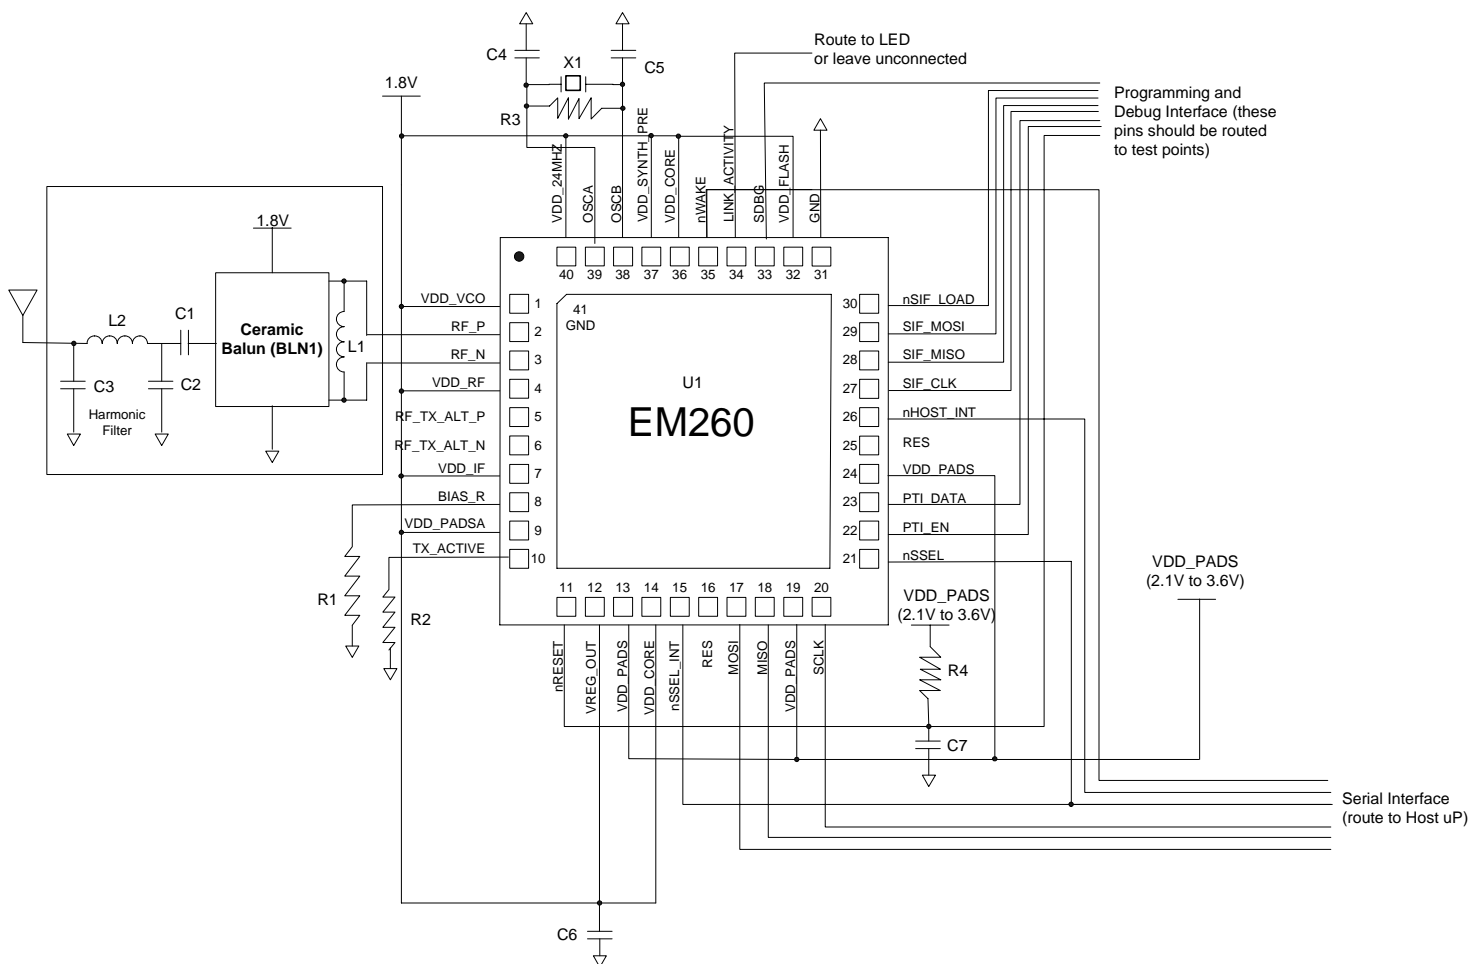 Route to LED
or leave unconnected
C4
X1
C5
R3
1.8V
Programming and
Debug Interface (these
pins should be routed
to test points)
VDD_24MHZ
OSCA
OSCB
VDD_SYNTH_PRE
VDD_CORE
nWAKE
LINK_ACTIVITY
SDBG
VDD_FLASH
GND
40
39
38
37
36
35
34
33
32
31
1.8V
Ceramic
Balun (BLN1)
L1
L2
C1
C3
C2
Harmonic
Filter
VDD_VCO
1
RF_P
2
RF_N
3
VDD_RF
4
RF_TX_ALT_P
5
RF_TX_ALT_N
6
VDD_IF
7
BIAS_R
8
VDD_PADSA
9
TX_ACTIVE
10
41
GND
U1
EM260
30
nSIF_LOAD
29
SIF_MOSI
28
SIF_MISO
27
SIF_CLK
26
nHOST_INT
25
RES
24
VDD_PADS
23
PTI_DATA
22
PTI_EN
21
nSSEL
11
12
13
14
15
16
17
18
19
20
nRESET
VREG_OUT
VDD_PADS
VDD_CORE
nSSEL_INT
RES
MOSI
MISO
VDD_PADS
SCLK
R1
R2
VDD_PADS
(2.1V to 3.6V)
R4
C7
VDD_PADS
(2.1V to 3.6V)
Serial Interface
(route to Host uP)
C6